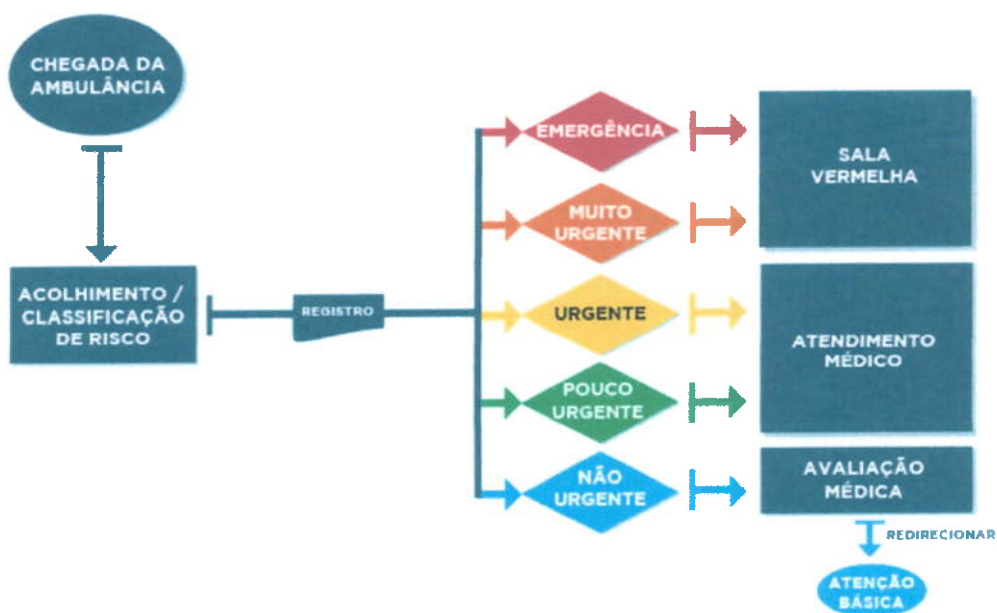 CHEGADA DA
AMBULÂNCIA
ACOLHIMENTO /
CLASSIFICAÇÃO
DE RISCO
REGISTRO
EMERGÊNCIA
MUITO
URGENTE
URGENTE
POUCO
URGENTE
NÃO
URGENTE
SALA
VERMELHA
ATENDIMENTO
MÉDICO
AVALIAÇÃO
MÉDICA
REDIRECIONAR
ATENÇÃO
BÁSICA